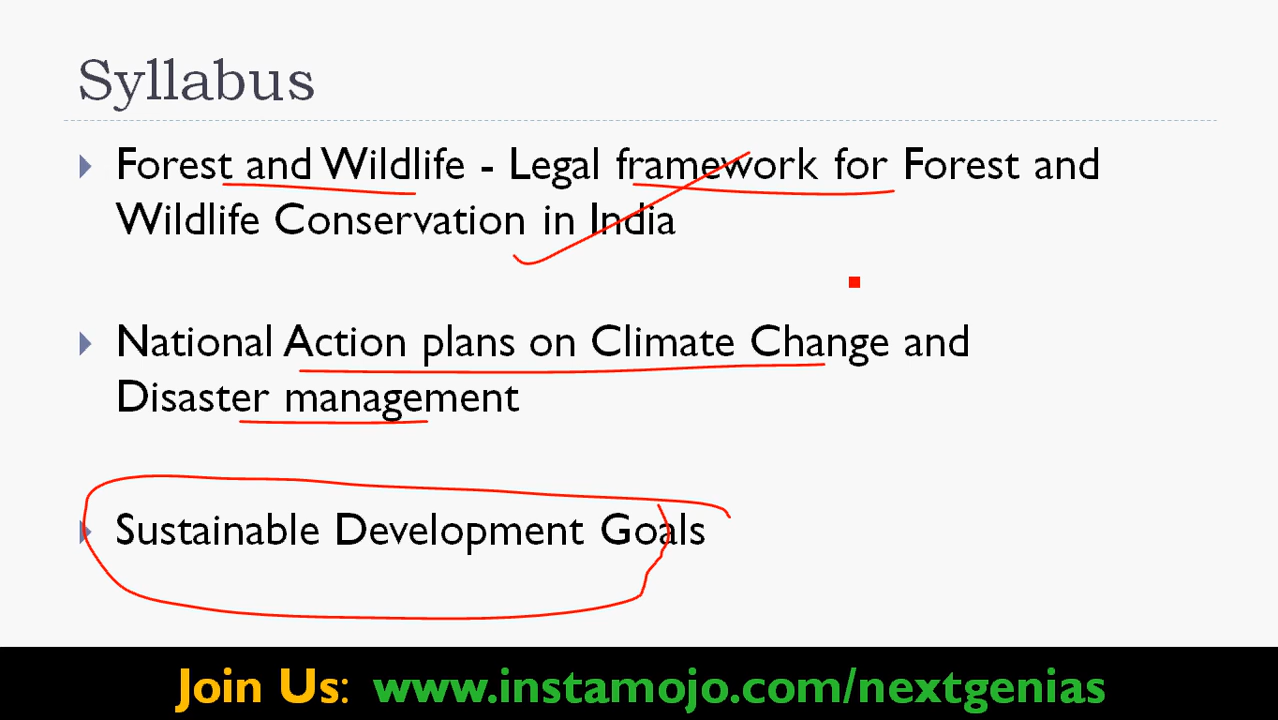 Syllabus
Forest and Wildlife - Legal framework for Forest and
Wildlife Conservation in India
National Action plans on Climate Change and
Disaster management
Sustainable Development Goals
Join Us: www.instamojo.com/nextgenias